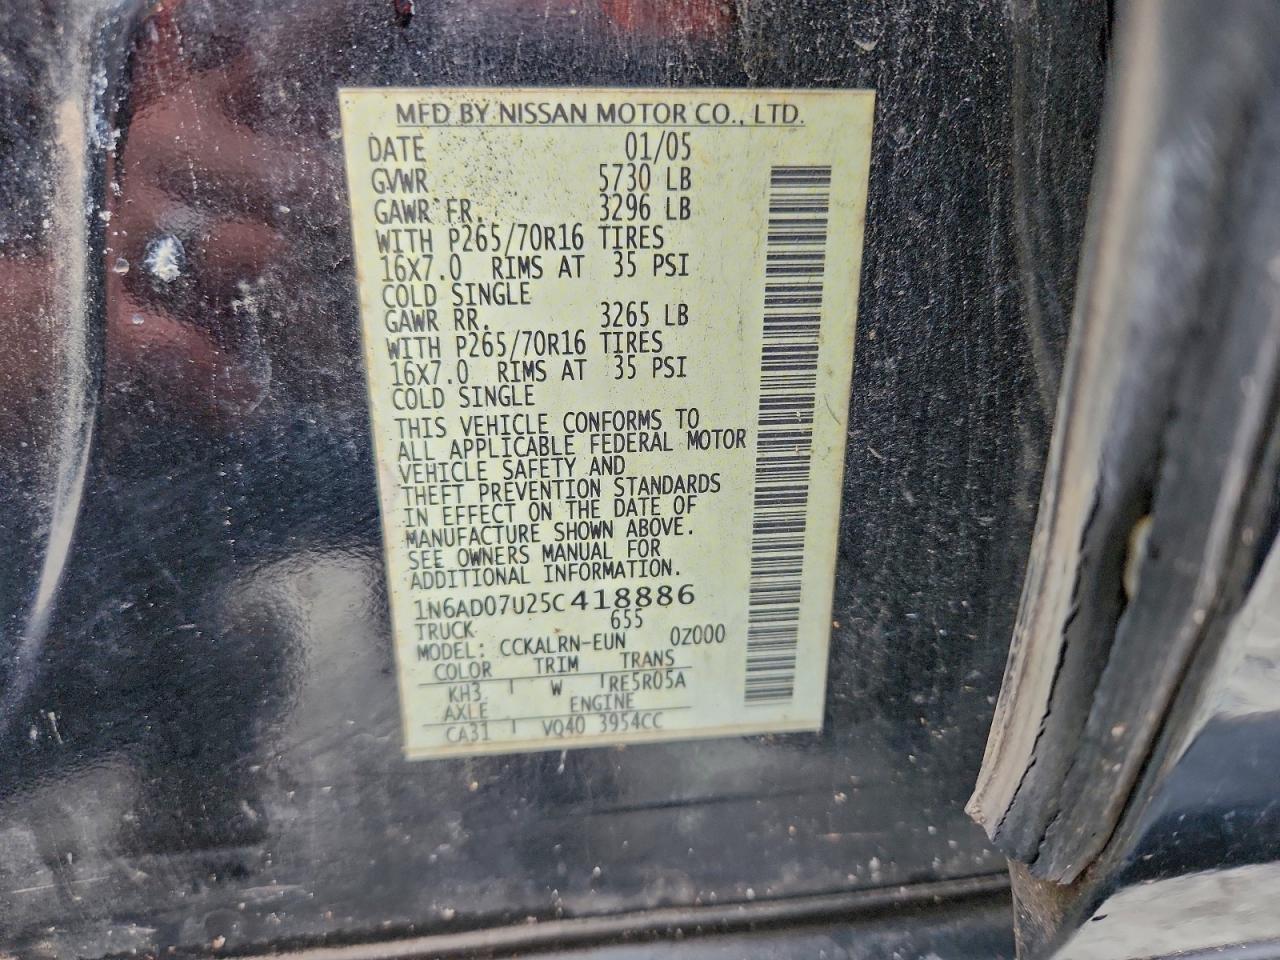 MFD BY NISSAN MOTOR CO., LTD.
DATE 01/05
GVWR 5730 LB
GAWR FR. 3296 LB
WITH P265/70R16 TIRES
16X7.0 RIMS AT 35 PSI
COLD SINGLE
GAWR RR. 3265 LB
WITH P265/70R16 TIRES
16X7.0 RIMS AT 35 PSI
COLD SINGLE
THIS VEHICLE CONFORMS TO
ALL APPLICABLE FEDERAL MOTOR
VEHICLE SAFETY AND
THEFT PREVENTION STANDARDS
IN EFFECT ON THE DATE OF
MANUFACTURE SHOWN ABOVE.
SEE OWNERS MANUAL FOR
ADDITIONAL INFORMATION.
1N6AD07U25C418886
TRUCK 655
MODEL: CCKALRN-EUN 0Z000
COLOR TRIM TRANS
KH3 W RE5R05A
AXLE ENGINE
CA31 VQ40 3954CC